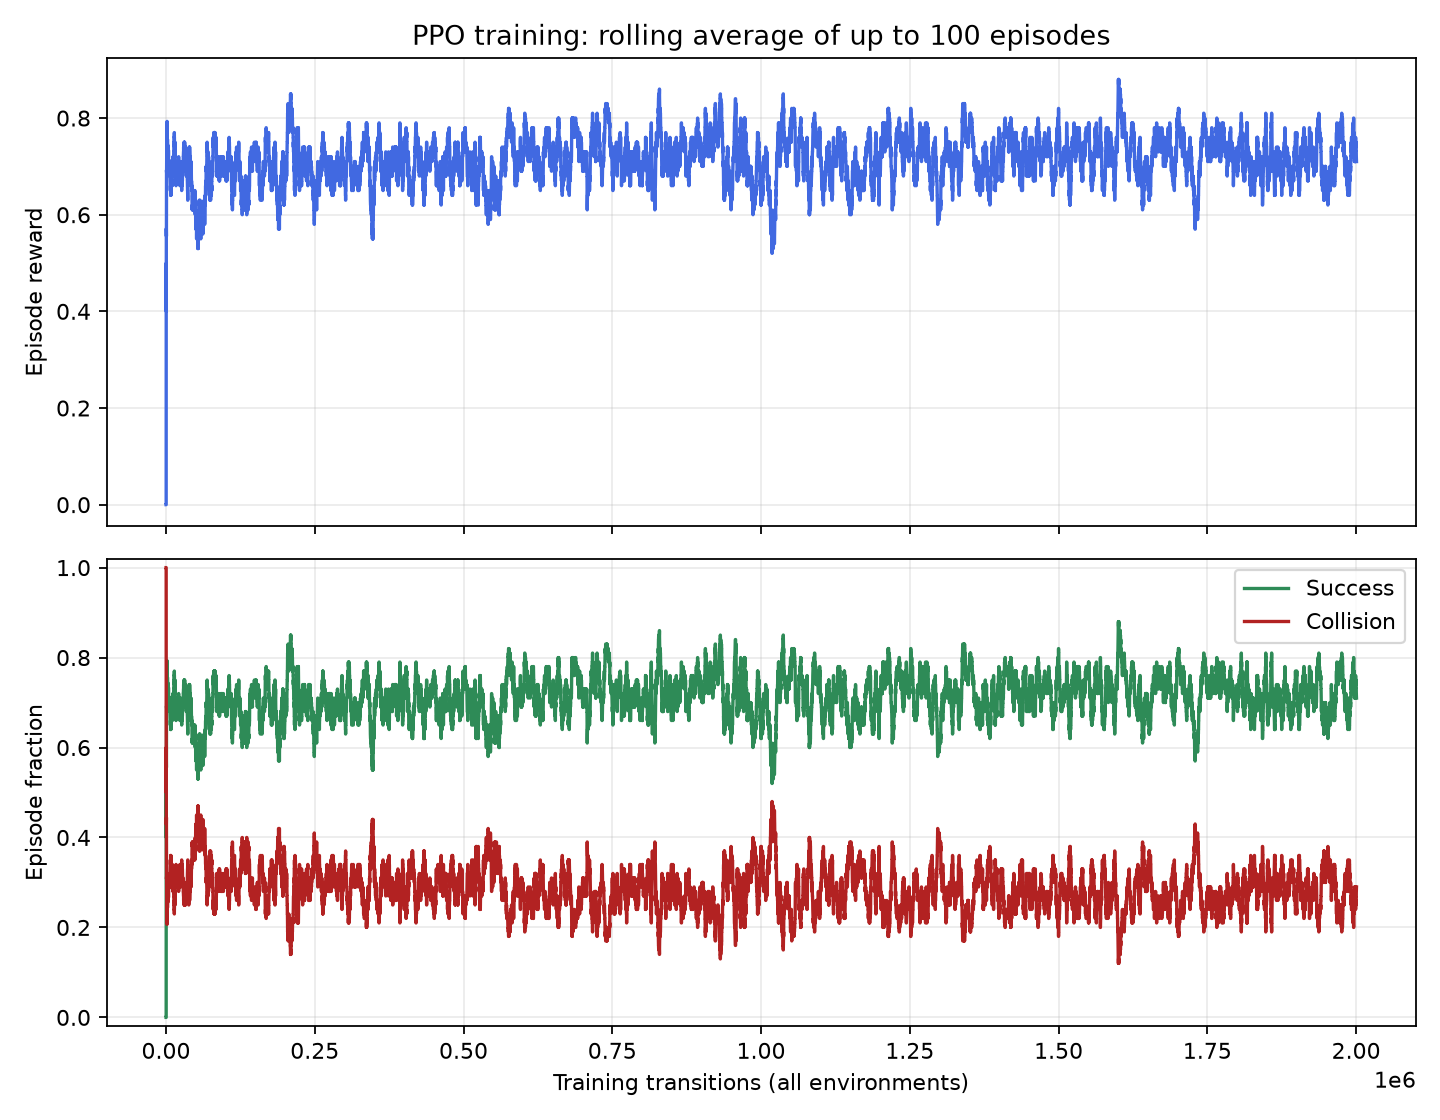 PPO training: rolling average of up to 100 episodes
Episode reward
0.8
0.6
0.4
0.2
0.0
Episode fraction
1.0
0.8
0.6
0.4
0.2
0.0
Success
Collision
0.00 0.25 0.50 0.75 1.00 1.25 1.50 1.75 2.00
1e6
Training transitions (all environments)